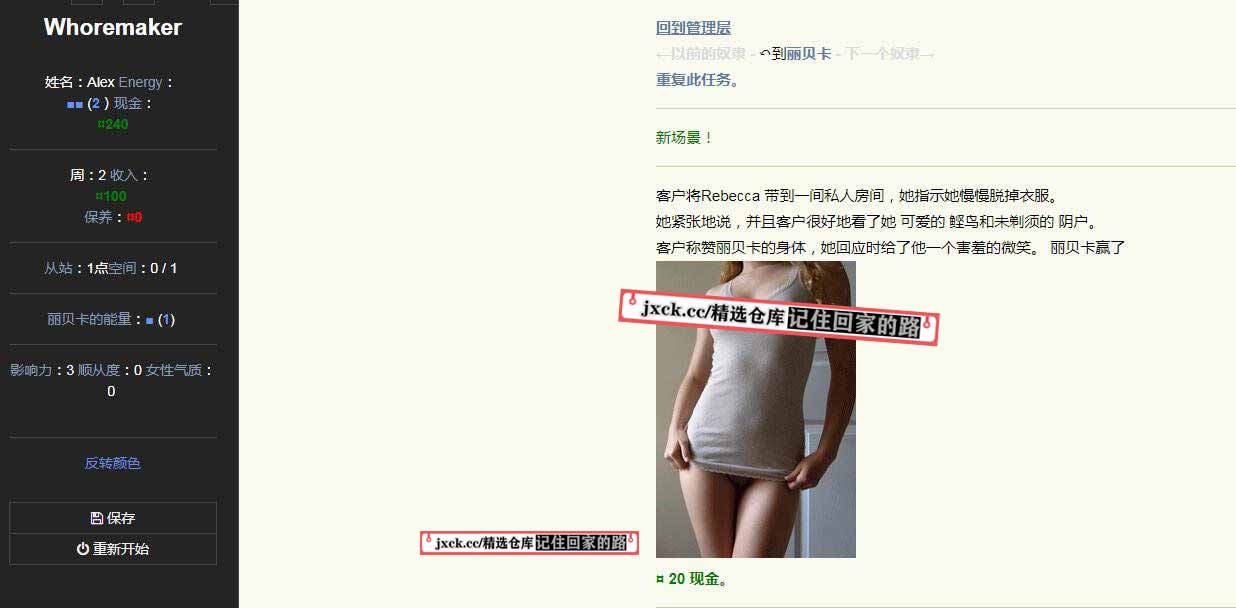 Whoremaker
姓名：Alex Energy：
(2 ) 现金：
¤240
周：2 收入：
¤100
保养：¤0
从站：1点空间：0 / 1
丽贝卡的能量： (1)
影响力：3 顺从度：0 女性气质：
0
反转颜色
保存
重新开始
回到管理层
←以前的奴隶 - ↶到丽贝卡 - 下一个奴隶→
重复此任务。
新场景！
客户将Rebecca 带到一间私人房间，她指示她慢慢脱掉衣服。
她紧张地说，并且客户很好地看了她 可爱的 鲣鸟和未剃须的 阴户。
客户称赞丽贝卡的身体，她回应时给了他一个害羞的微笑。 丽贝卡赢了
jxck.cc/精选仓库记住回家的路
jxck.cc/精选仓库记住回家的路
¤ 20 现金。